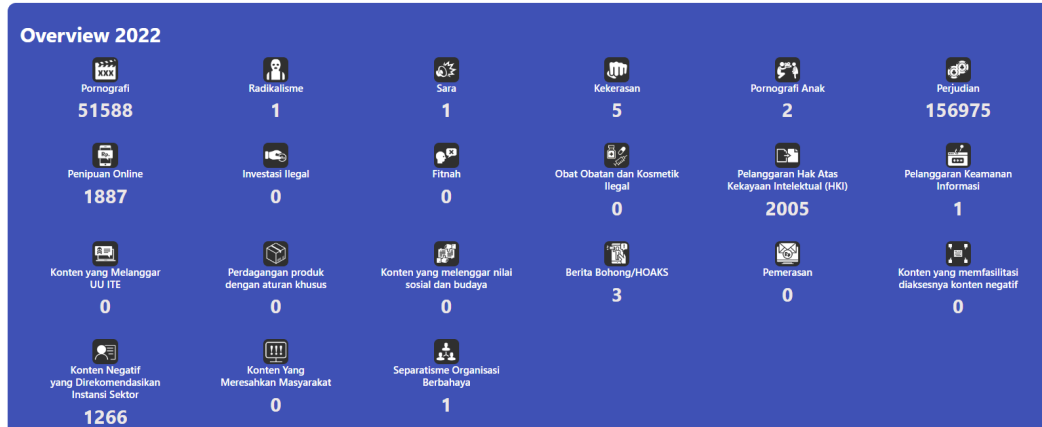 Overview 2022
XXX
Pornografi
51588
Radikalisme
1
Sara
1
Kekerasan
5
Pornografi Anak
2
Perjudian
156975
Rp.
Penipuan Online
1887
Investasi Ilegal
0
Fitnah
0
Obat Obatan dan Kosmetik
Ilegal
0
Pelanggaran Hak Atas
Kekayaan Intelektual (HKI)
2005
Pelanggaran Keamanan
Informasi
1
Konten yang Melanggar
UU ITE
0
Perdagangan produk
dengan aturan khusus
0
Konten yang melenggar nilai
sosial dan budaya
0
Berita Bohong/HOAKS
3
Pemerasan
0
Konten yang memfasilitasi
diaksesnya konten negatif
0
Konten Negatif
yang Direkomendasikan
Instansi Sektor
1266
Konten Yang
Meresahkan Masyarakat
0
Separatisme Organisasi
Berbahaya
1